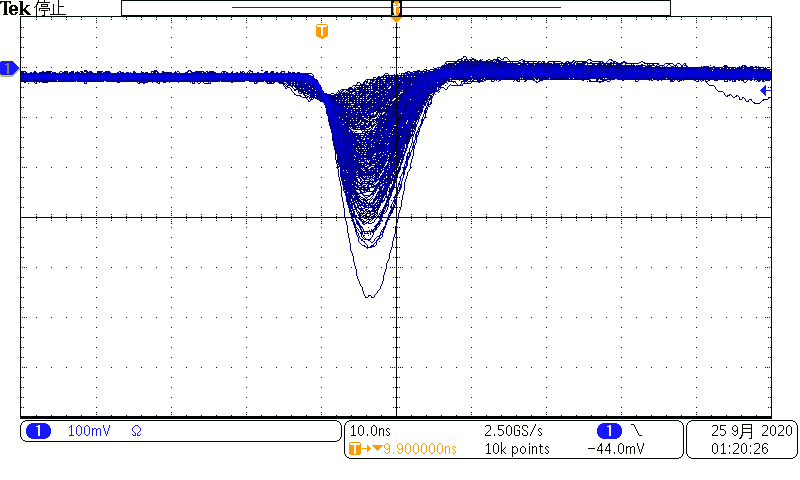 Tek 停止
T
1
1 100mV Ω
10.0ns 2.50GS/s 1
T→▼9.900000ns 10k points −44.0mV
25 9月 2020
01:20:26